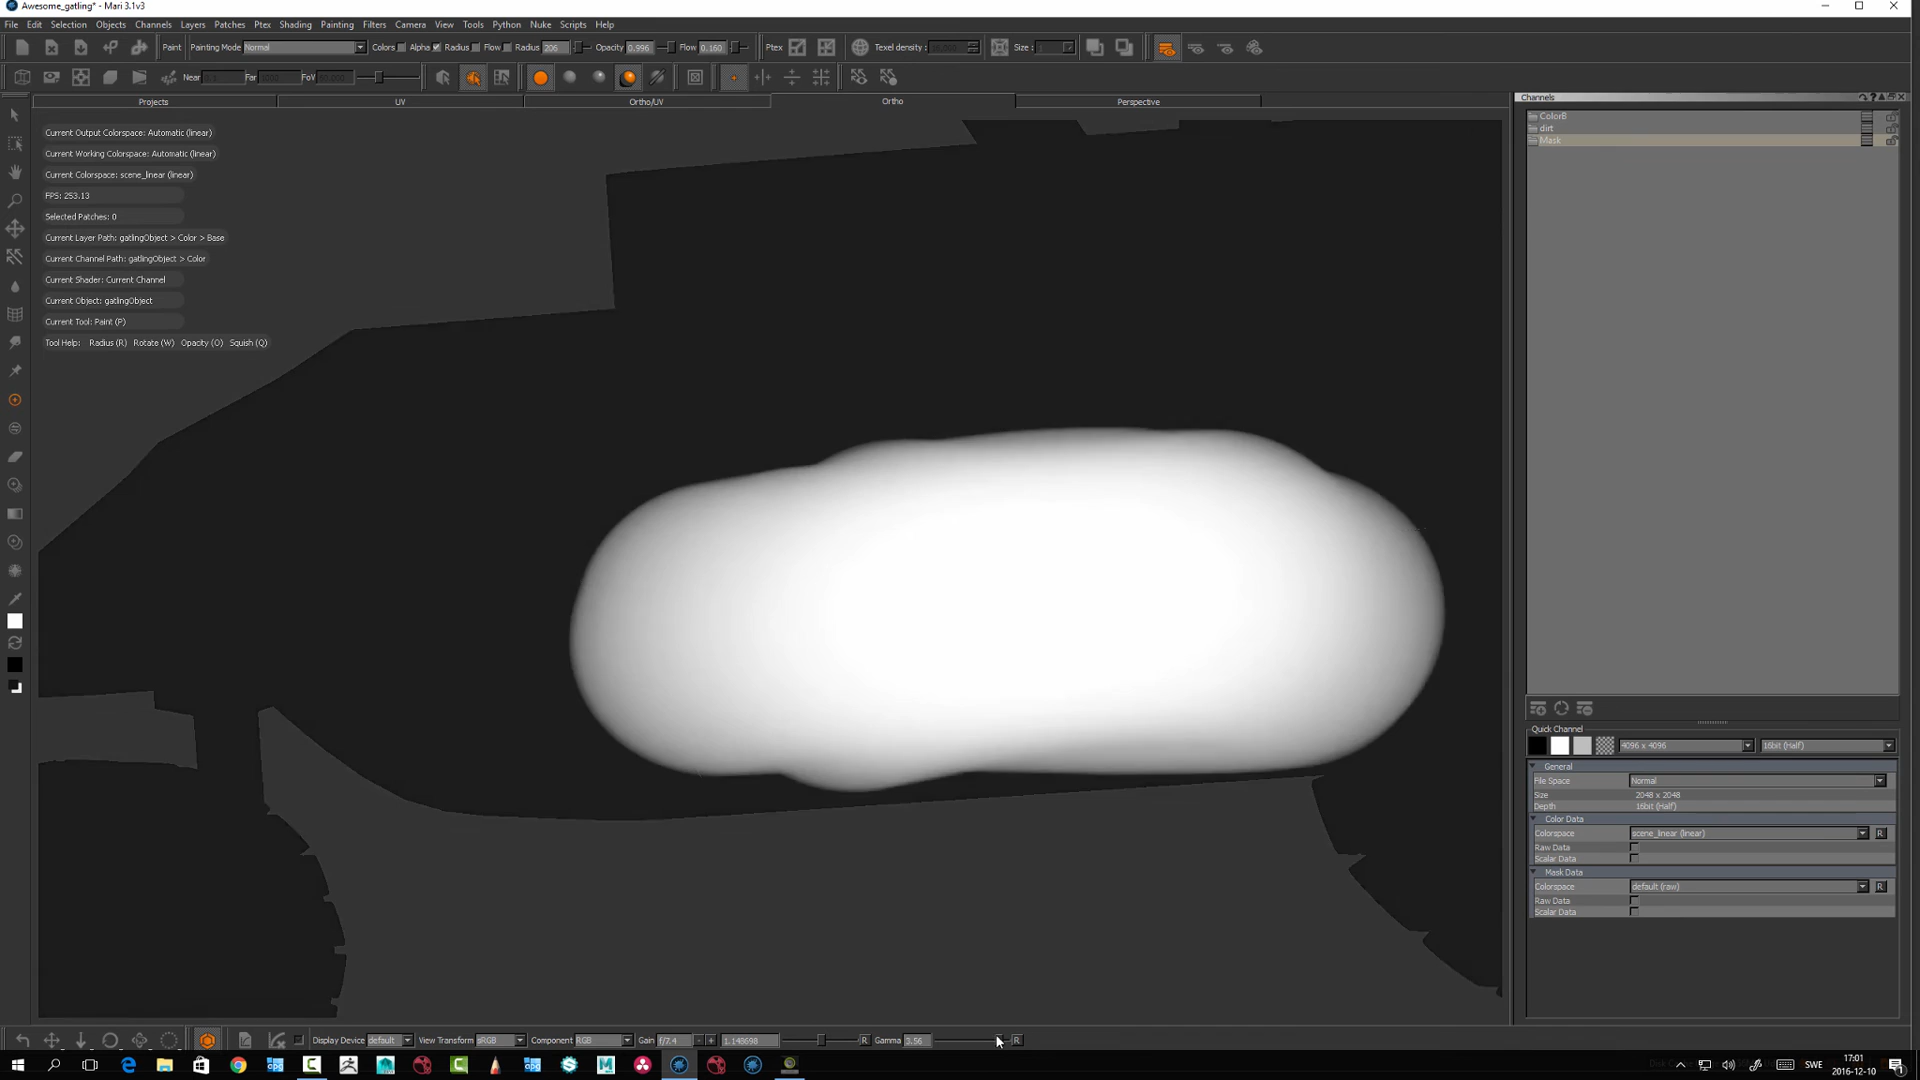 Awesome_gatling* - Mari 3.1v3
File Edit Selection Objects Channels Layers Patches Ptex Shading Painting Filters Camera View Tools Python Nuke Scripts Help
Paint Painting Mode Normal Colors Alpha Radius Flow Radius 206 Opacity 0.996 Flow 0.160 Ptex Texel density: Size:
Near Far FoV
Projects UV Ortho/UV Ortho Perspective
Current Output Colorspace: Automatic (linear)
Current Working Colorspace: Automatic (linear)
Current Colorspace: scene_linear (linear)
FPS: 253.13
Selected Patches: 0
Current Layer Path: gatlingObject > Color > Base
Current Channel Path: gatlingObject > Color
Current Shader: Current Channel
Current Object: gatlingObject
Current Tool: Paint (P)
Tool Help: Radius (R) Rotate (W) Opacity (O) Squish (Q)
Channels
ColorB
dirt
Mask
Quick Channel
4096 x 4096 16bit (Half)
General
File Space Normal
Size 2048 x 2048
Depth 16bit (Half)
Color Data
Colorspace scene_linear (linear) R
Raw Data
Scalar Data
Mask Data
Colorspace default (raw) R
Raw Data
Scalar Data
Display Device default View Transform sRGB Component RGB Gain f/7.4 - + 1.148698 R Gamma 3.56 R
SWE
17:01
2016-12-10